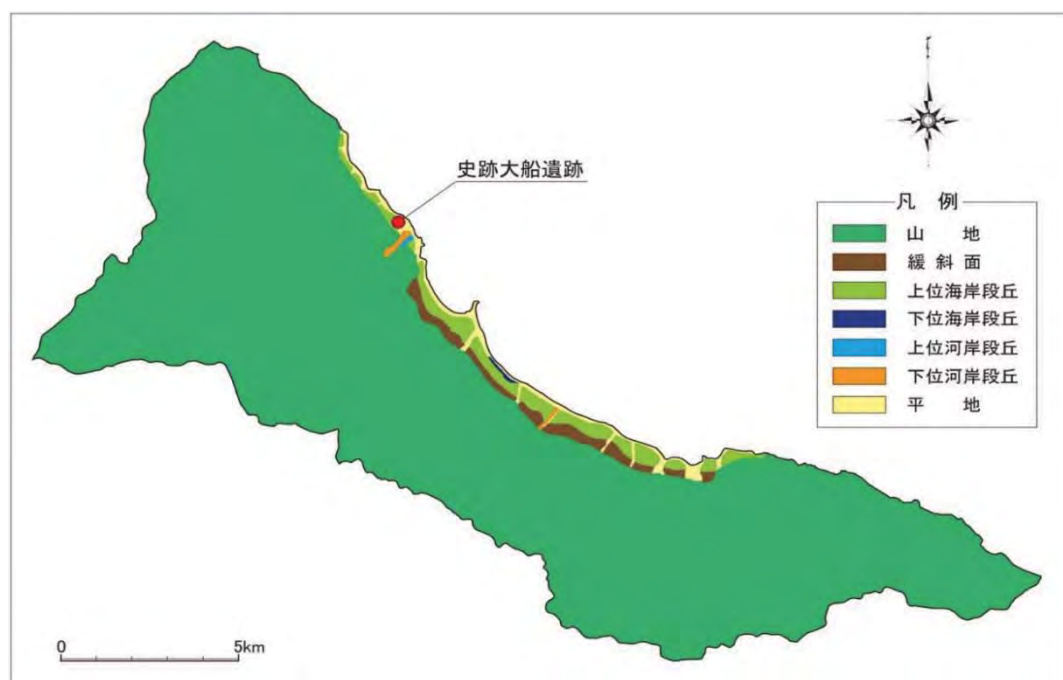 史跡大船遺跡
凡例
山地
緩斜面
上位海岸段丘
下位海岸段丘
上位河岸段丘
下位河岸段丘
平地
0 5km